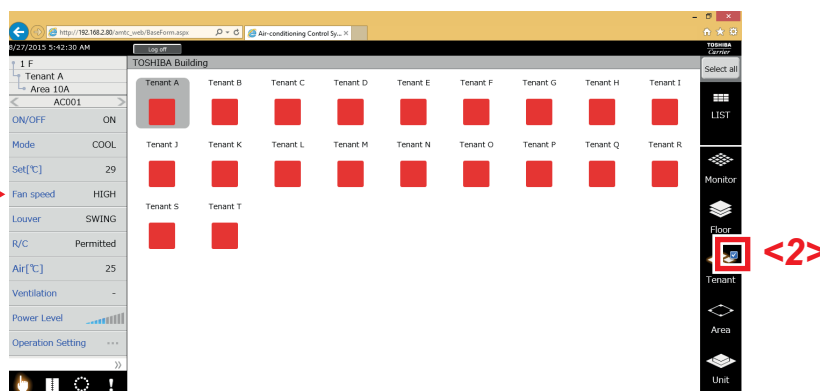 http://192.168.2.80/amtc_web/BaseForm.aspx
Air-conditioning Control Sy... ×
8/27/2015 5:42:30 AM
Log off
TOSHIBA
Carrier
1 F
Tenant A
Area 10A
TOSHIBA Building
Select all
< AC001 >
ON/OFF ON
Mode COOL
Set[℃] 29
Fan speed HIGH
Louver SWING
R/C Permitted
Air[℃] 25
Ventilation -
Power Level
Operation Setting ...
»
Tenant A Tenant B Tenant C Tenant D Tenant E Tenant F Tenant G Tenant H Tenant I
Tenant J Tenant K Tenant L Tenant M Tenant N Tenant O Tenant P Tenant Q Tenant R
Tenant S Tenant T
LIST
Monitor
Floor
Tenant
Area
Unit
<2>